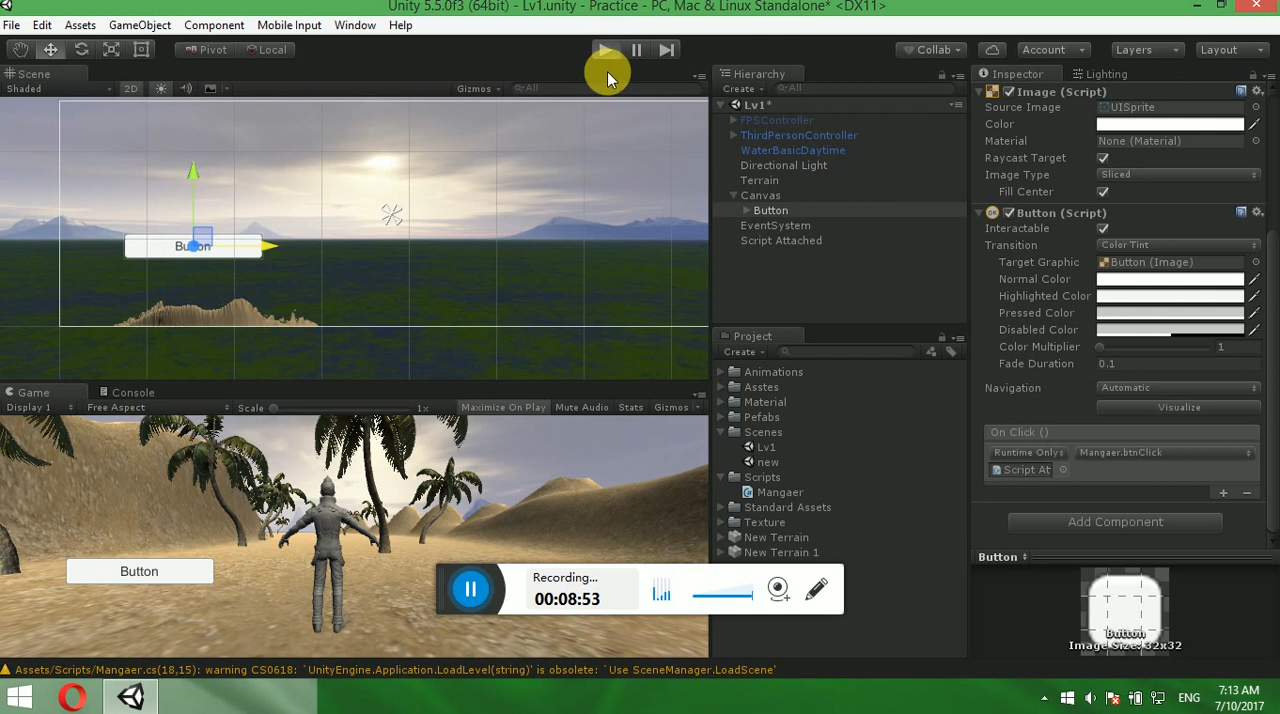 Unity 5.5.0f3 (64bit) - Lv1.unity - Practice - PC, Mac & Linux Standalone* <DX11>
File Edit Assets GameObject Component Mobile Input Window Help
Pivot Local Collab Account Layers Layout
Scene
Shaded 2D Gizmos All
Button
Game Console
Display 1 Free Aspect Scale 1x Maximize On Play Mute Audio Stats Gizmos
Button
Hierarchy
Create All
Lv1*
FPSController
ThirdPersonController
WaterBasicDaytime
Directional Light
Terrain
Canvas
Button
EventSystem
Script Attached
Project
Create
Animations
Asstes
Material
Pefabs
Scenes
Lv1
new
Scripts
Mangaer
Standard Assets
Texture
New Terrain
New Terrain 1
Inspector Lighting
Image (Script)
Source Image UISprite
Color
Material None (Material)
Raycast Target
Image Type Sliced
Fill Center
OK Button (Script)
Interactable
Transition Color Tint
Target Graphic Button (Image)
Normal Color
Highlighted Color
Pressed Color
Disabled Color
Color Multiplier 1
Fade Duration 0.1
Navigation Automatic
Visualize
On Click ()
Runtime Only Mangaer.btnClick
Script At
+ −
Add Component
Button
Button
Image Size: 32x32
Recording...
00:08:53
Assets/Scripts/Mangaer.cs(18,15): warning CS0618: `UnityEngine.Application.LoadLevel(string)' is obsolete: `Use SceneManager.LoadScene'
ENG
7:13 AM
7/10/2017